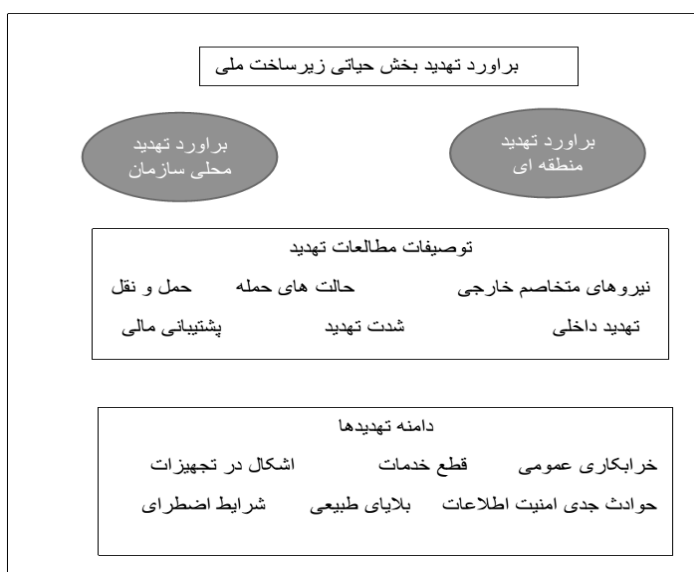 براورد تهدید بخش حیاتی زیرساخت ملی
براورد تهدید
منطقه ای
براورد تهدید
محلی سازمان
توصیفات مطالعات تهدید
نیروهای متخاصم خارجی حالت های حمله حمل و نقل
تهدید داخلی شدت تهدید پشتیبانی مالی
دامنه تهدیدها
خرابکاری عمومی قطع خدمات اشکال در تجهیزات
حوادث جدی امنیت اطلاعات بلایای طبیعی شرایط اضطرای